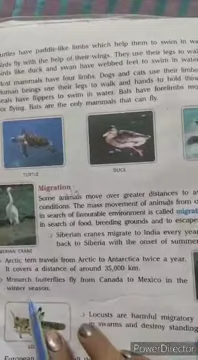 urtles have paddle-like limbs which help them to swim in wa
irds fly with the help of their wings. They use their legs to wal
irds like duck and swan have webbed feet to swim in water
ost mammals have four limbs. Dogs and cats use their limbs
uman beings use their legs to walk and hands to hold thin
eals have flippers to swim in water. Bats have forelimbs
or flying. Bats are the only mammals that can fly.
TURTLE
DUCK
Migration
Some animals move over greater distances to a
conditions. The mass movement of animals from o
in search of favourable environment is called migrat
in search of food, breeding grounds and to escape
Siberian cranes migrate to India every year
back to Siberia with the onset of summer
BERIAN CRANE
Arctic tern travels from Arctic to Antarctica twice a year.
It covers a distance of around 35,000 km.
Monarch butterflies fly from Canada to Mexico in the
winter season.
Locusts are harmful migratory
swarms and destroy standing
European
PowerDirector